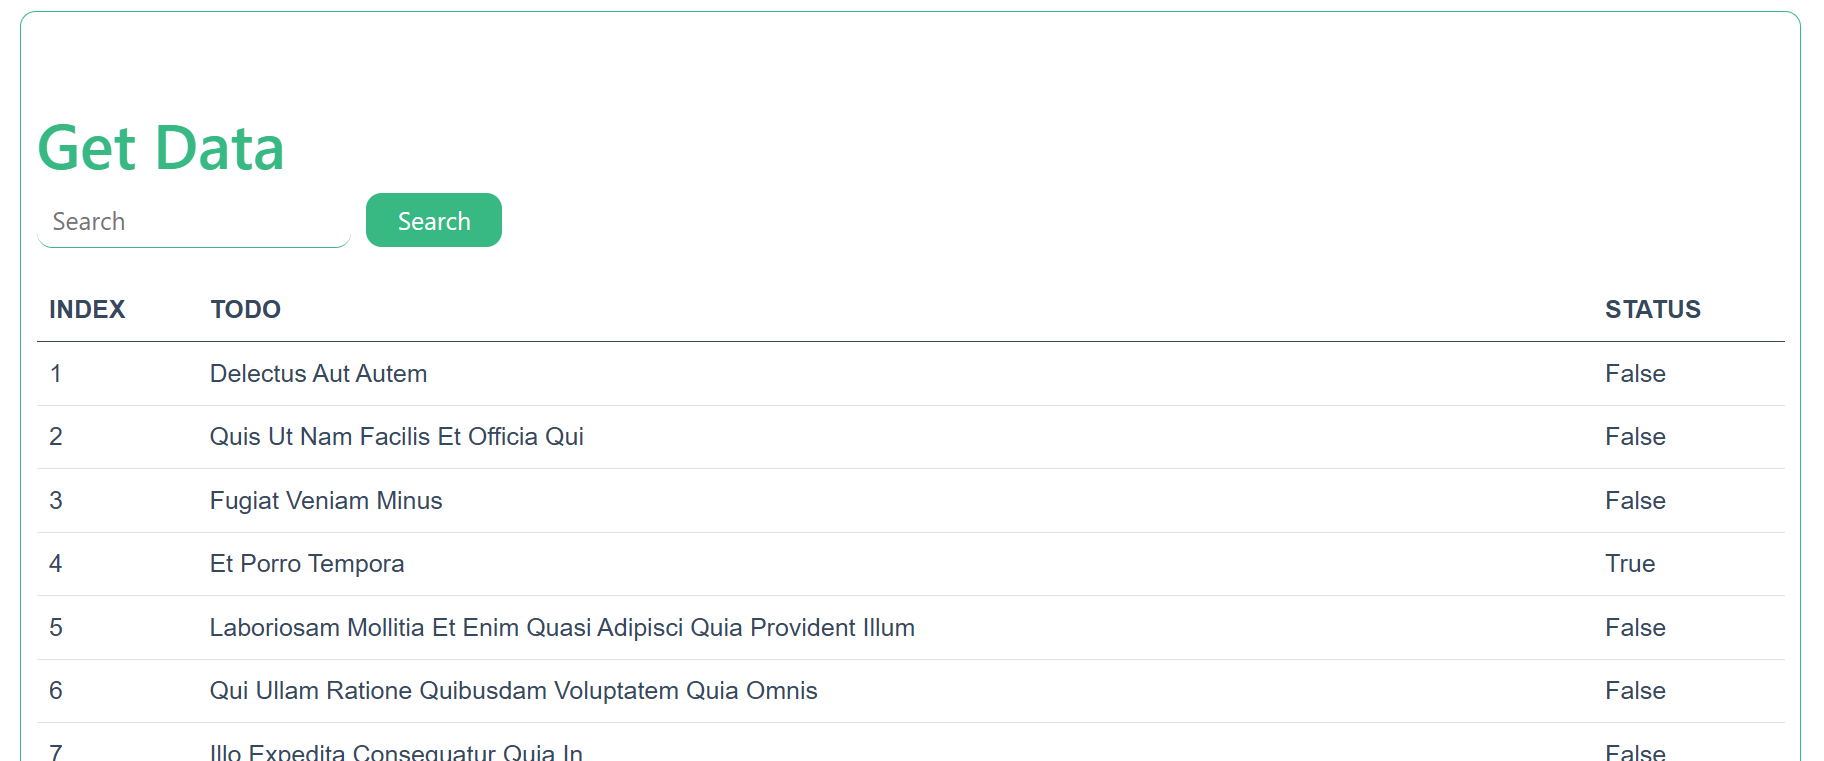 Get Data
Search Search
INDEX TODO STATUS
1 Delectus Aut Autem False
2 Quis Ut Nam Facilis Et Officia Qui False
3 Fugiat Veniam Minus False
4 Et Porro Tempora True
5 Laboriosam Mollitia Et Enim Quasi Adipisci Quia Provident Illum False
6 Qui Ullam Ratione Quibusdam Voluptatem Quia Omnis False
7 Illo Expedita Consequatur Quia In False